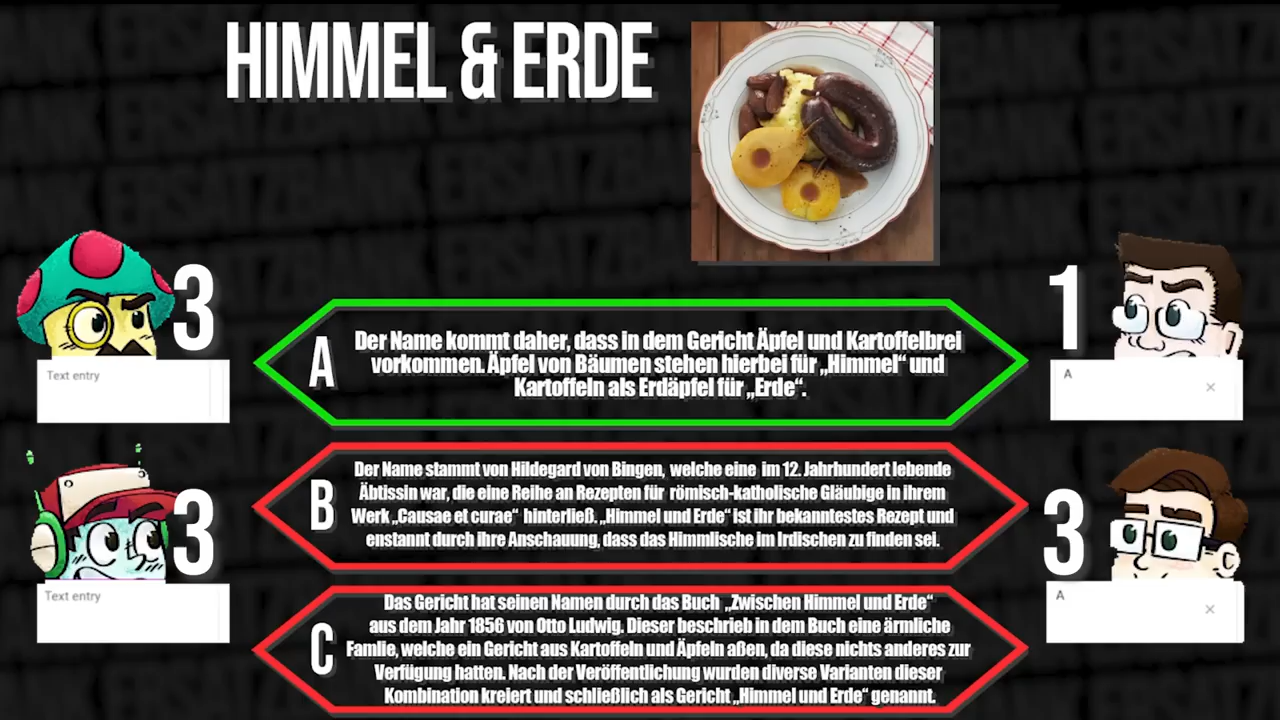 HIMMEL & ERDE
3
1
A
Der Name kommt daher, dass in dem Gericht Äpfel und Kartoffelbrei
vorkommen. Äpfel von Bäumen stehen hierbei für „Himmel“ und
Kartoffeln als Erdäpfel für „Erde“.
Text entry
A
×
3
3
B
Der Name stammt von Hildegard von Bingen, welche eine im 12. Jahrhundert lebende
Äbtissin war, die eine Reihe an Rezepten für römisch-katholische Gläubige in ihrem
Werk „Causae et curae“ hinterließ. „Himmel und Erde“ ist ihr bekanntestes Rezept und
enstannt durch ihre Anschauung, dass das Himmlische im Irdischen zu finden sei.
Text entry
A
×
C
Das Gericht hat seinen Namen durch das Buch „Zwischen Himmel und Erde“
aus dem Jahr 1856 von Otto Ludwig. Dieser beschrieb in dem Buch eine ärmliche
Famlie, welche ein Gericht aus Kartoffeln und Äpfeln aßen, da diese nichts anderes zur
Verfügung hatten. Nach der Veröffentlichung wurden diverse Varianten dieser
Kombination kreiert und schließlich als Gericht „Himmel und Erde“ genannt.